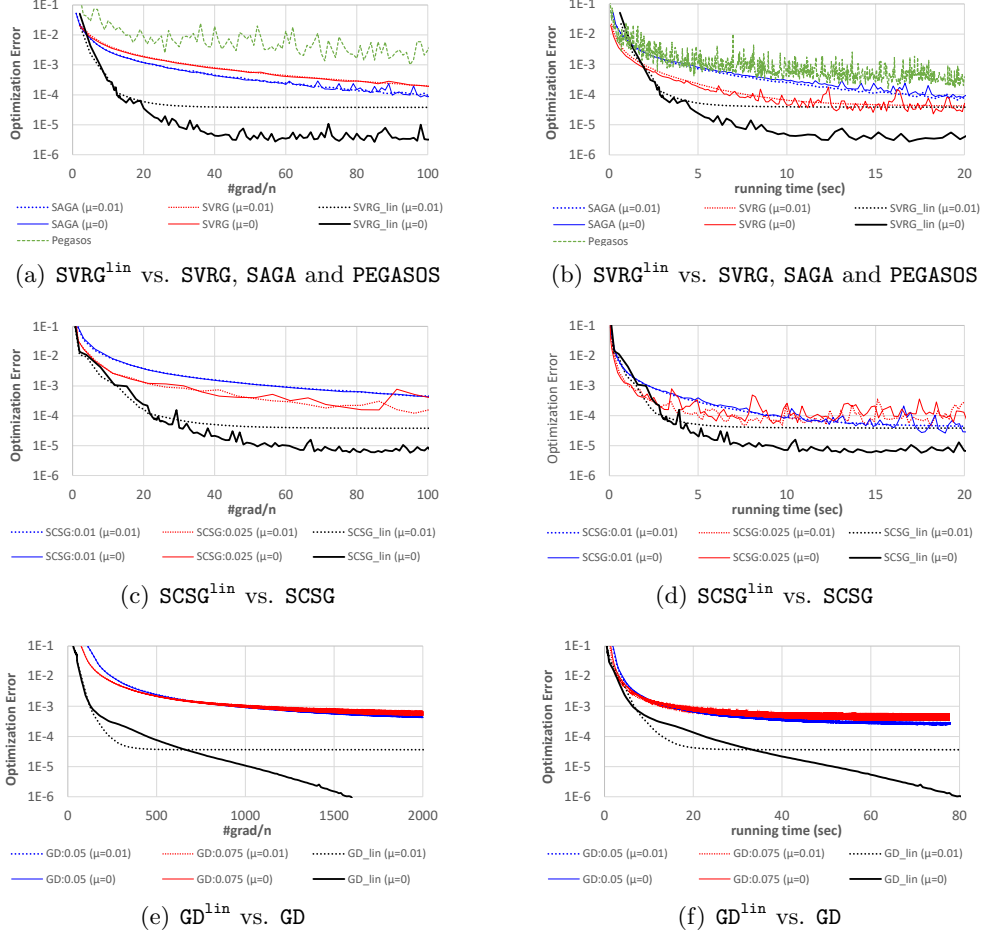 Optimization Error
1E-1
1E-2
1E-3
1E-4
1E-5
1E-6
0 20 40 60 80 100
#grad/n
SAGA (μ=0.01) SVRG (μ=0.01) SVRG_lin (μ=0.01)
SAGA (μ=0) SVRG (μ=0) SVRG_lin (μ=0)
Pegasos
(a) SVRG^lin vs. SVRG, SAGA and PEGASOS
Optimization Error
1E-1
1E-2
1E-3
1E-4
1E-5
1E-6
0 5 10 15 20
running time (sec)
SAGA (μ=0.01) SVRG (μ=0.01) SVRG_lin (μ=0.01)
SAGA (μ=0) SVRG (μ=0) SVRG_lin (μ=0)
Pegasos
(b) SVRG^lin vs. SVRG, SAGA and PEGASOS
Optimization Error
1E-1
1E-2
1E-3
1E-4
1E-5
1E-6
0 20 40 60 80 100
#grad/n
SCSG:0.01 (μ=0.01) SCSG:0.025 (μ=0.01) SCSG_lin (μ=0.01)
SCSG:0.01 (μ=0) SCSG:0.025 (μ=0) SCSG_lin (μ=0)
(c) SCSG^lin vs. SCSG
Optimization Error
1E-1
1E-2
1E-3
1E-4
1E-5
1E-6
0 5 10 15 20
running time (sec)
SCSG:0.01 (μ=0.01) SCSG:0.025 (μ=0.01) SCSG_lin (μ=0.01)
SCSG:0.01 (μ=0) SCSG:0.025 (μ=0) SCSG_lin (μ=0)
(d) SCSG^lin vs. SCSG
Optimization Error
1E-1
1E-2
1E-3
1E-4
1E-5
1E-6
0 500 1000 1500 2000
#grad/n
GD:0.05 (μ=0.01) GD:0.075 (μ=0.01) GD_lin (μ=0.01)
GD:0.05 (μ=0) GD:0.075 (μ=0) GD_lin (μ=0)
(e) GD^lin vs. GD
Optimization Error
1E-1
1E-2
1E-3
1E-4
1E-5
1E-6
0 20 40 60 80
running time (sec)
GD:0.05 (μ=0.01) GD:0.075 (μ=0.01) GD_lin (μ=0.01)
GD:0.05 (μ=0) GD:0.075 (μ=0) GD_lin (μ=0)
(f) GD^lin vs. GD